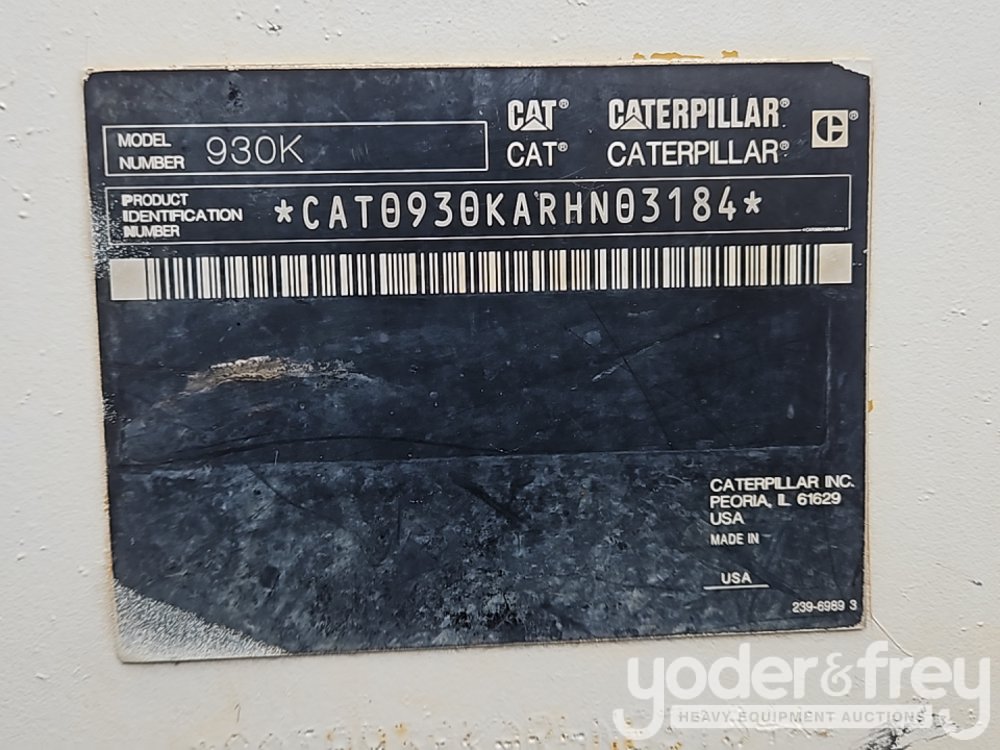 MODEL
NUMBER 930K
CAT® CATERPILLAR®
CAT® CATERPILLAR® C®
PRODUCT
IDENTIFICATION
NUMBER *CAT0930KARHN03184*
CATERPILLAR INC.
PEORIA, IL 61629
USA
MADE IN
USA
239-6989 3
yoder&frey
HEAVY EQUIPMENT AUCTIONS